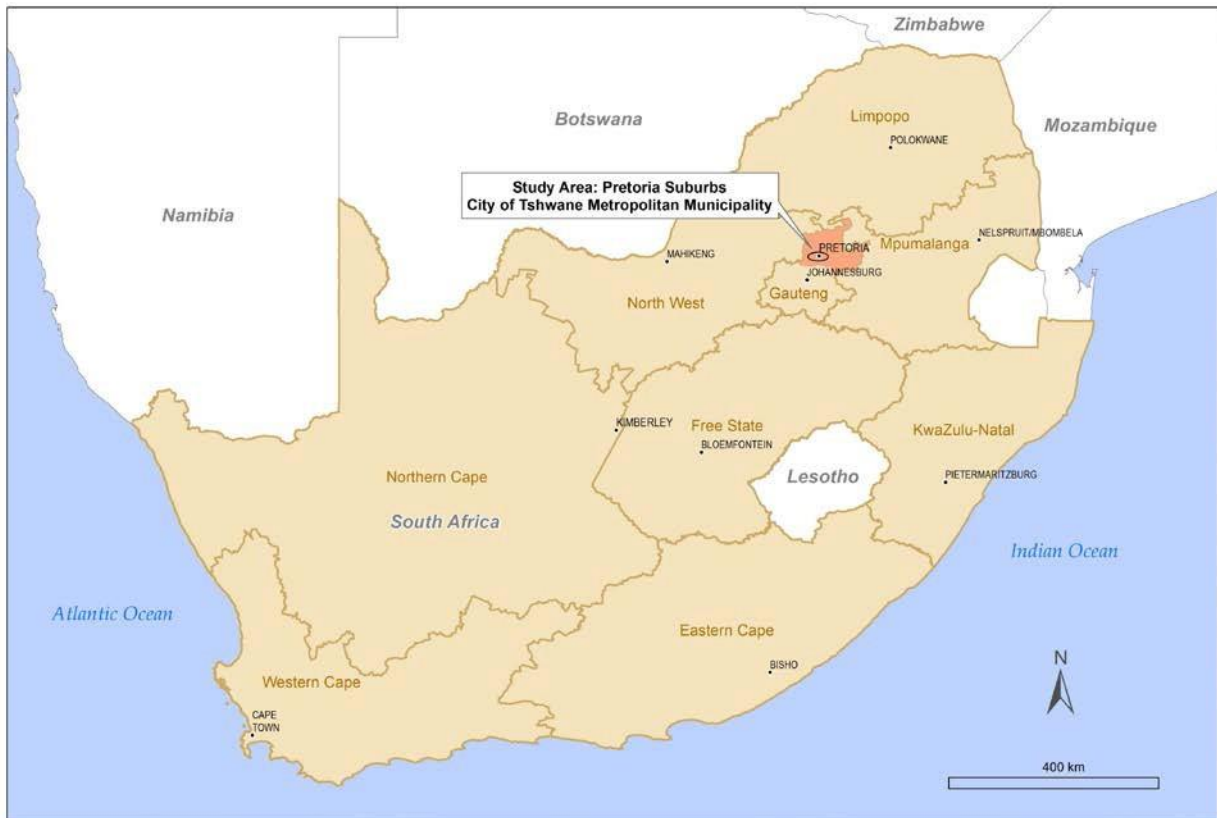 Zimbabwe
Botswana
Limpopo
Mozambique
POLOKWANE
Study Area: Pretoria Suburbs
City of Tshwane Metropolitan Municipality
Namibia
NELSPRUIT/MBOMBELA
Mpumalanga
PRETORIA
MAHIKENG
JOHANNESBURG
Gauteng
North West
KIMBERLEY
Free State
KwaZulu-Natal
BLOEMFONTEIN
Northern Cape
Lesotho
PIETERMARITZBURG
South Africa
Indian Ocean
Atlantic Ocean
Eastern Cape
N
BISHO
Western Cape
CAPE
TOWN
400 km